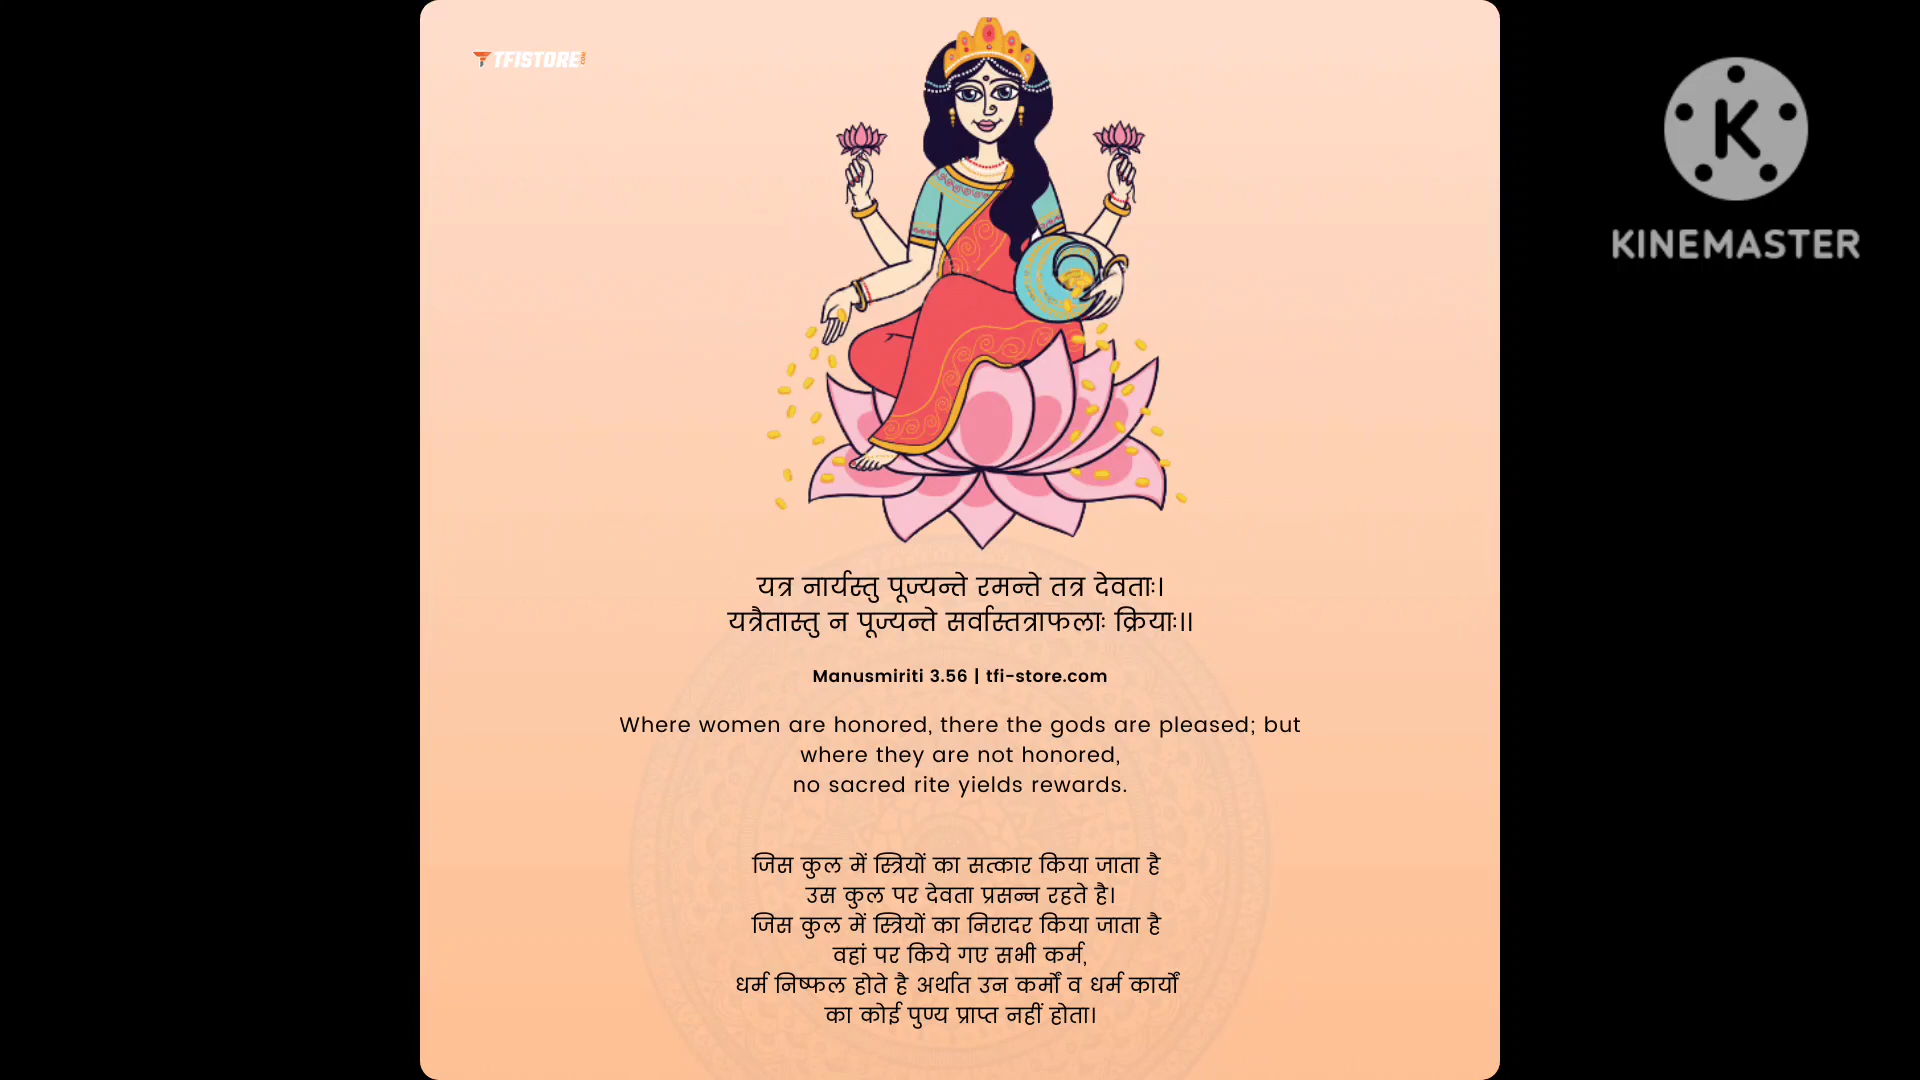 TFISTORE.COM
K
KINEMASTER
यत्र नार्यस्तु पूज्यन्ते रमन्ते तत्र देवताः।
यत्रैतास्तु न पूज्यन्ते सर्वास्तत्राफलाः क्रियाः।।
Manusmiriti 3.56 | tfi-store.com
Where women are honored, there the gods are pleased; but
where they are not honored,
no sacred rite yields rewards.
जिस कुल में स्त्रियों का सत्कार किया जाता है
उस कुल पर देवता प्रसन्न रहते है।
जिस कुल में स्त्रियों का निरादर किया जाता है
वहां पर किये गए सभी कर्म,
धर्म निष्फल होते है अर्थात उन कर्मों व धर्म कार्यों
का कोई पुण्य प्राप्त नहीं होता।